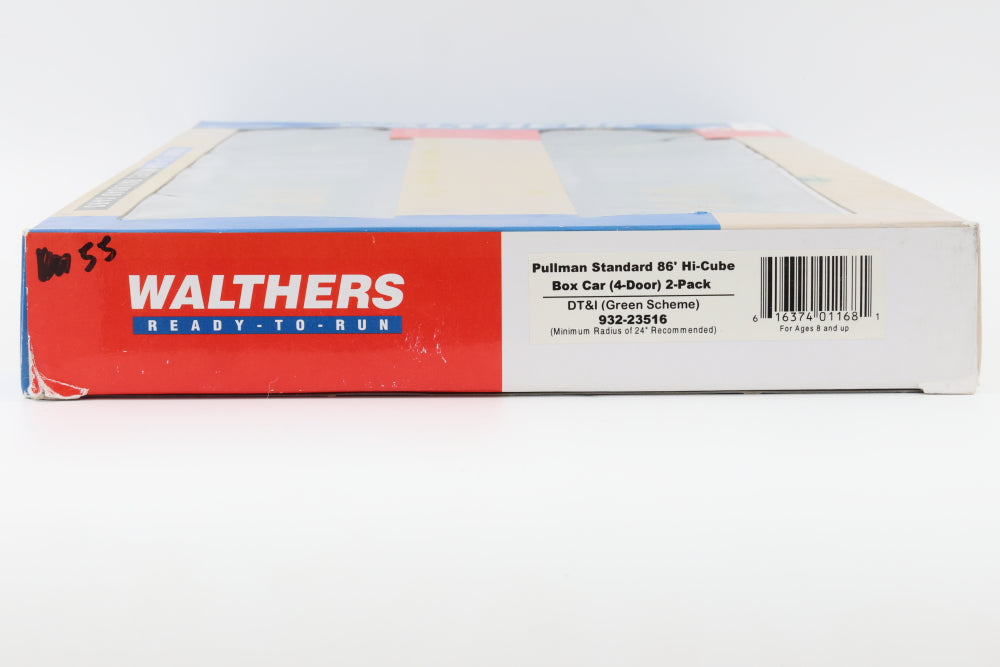 WALTHERS
55
WALTHERS
READY-TO-RUN
Pullman Standard 86' Hi-Cube
Box Car (4-Door) 2-Pack
DT&I (Green Scheme)
932-23516
(Minimum Radius of 24" Recommended)
6 16374 01168 1
For Ages 8 and up